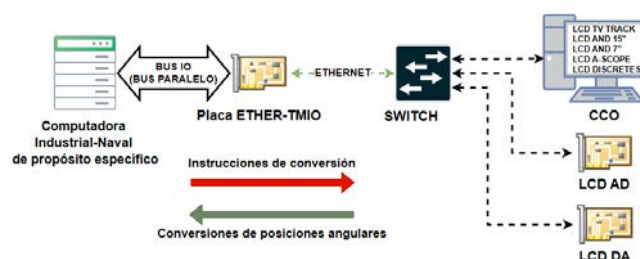 BUS IO
(BUS PARALELO)
ETHERNET
LCD TV TRACK
LCD AND 15"
LCD AND 7"
LCD A-SCOPE
LCD DISCRETES
Computadora
Industrial-Naval
de propósito especifico
Placa ETHER-TMIO
SWITCH
CCO
Instrucciones de conversión
LCD AD
Conversiones de posiciones angulares
LCD DA